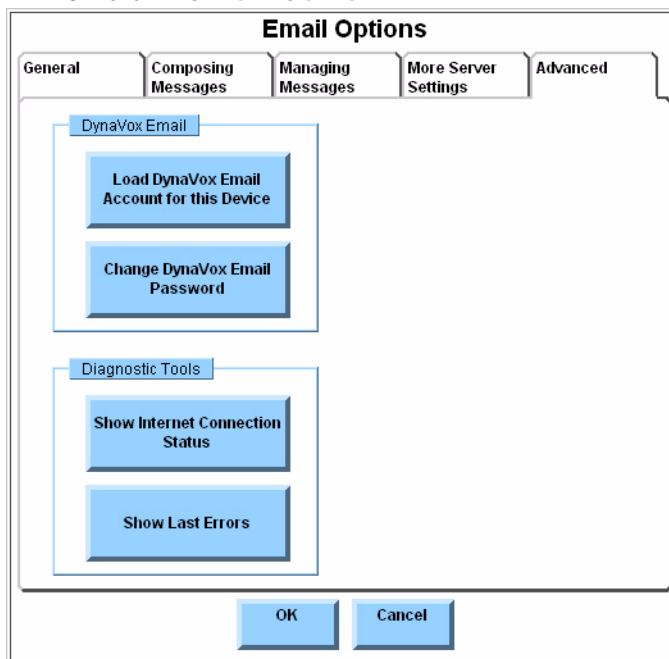 Email Options
General
Composing
Messages
Managing
Messages
More Server
Settings
Advanced
DynaVox Email
Load DynaVox Email
Account for this Device
Change DynaVox Email
Password
Diagnostic Tools
Show Internet Connection
Status
Show Last Errors
OK
Cancel